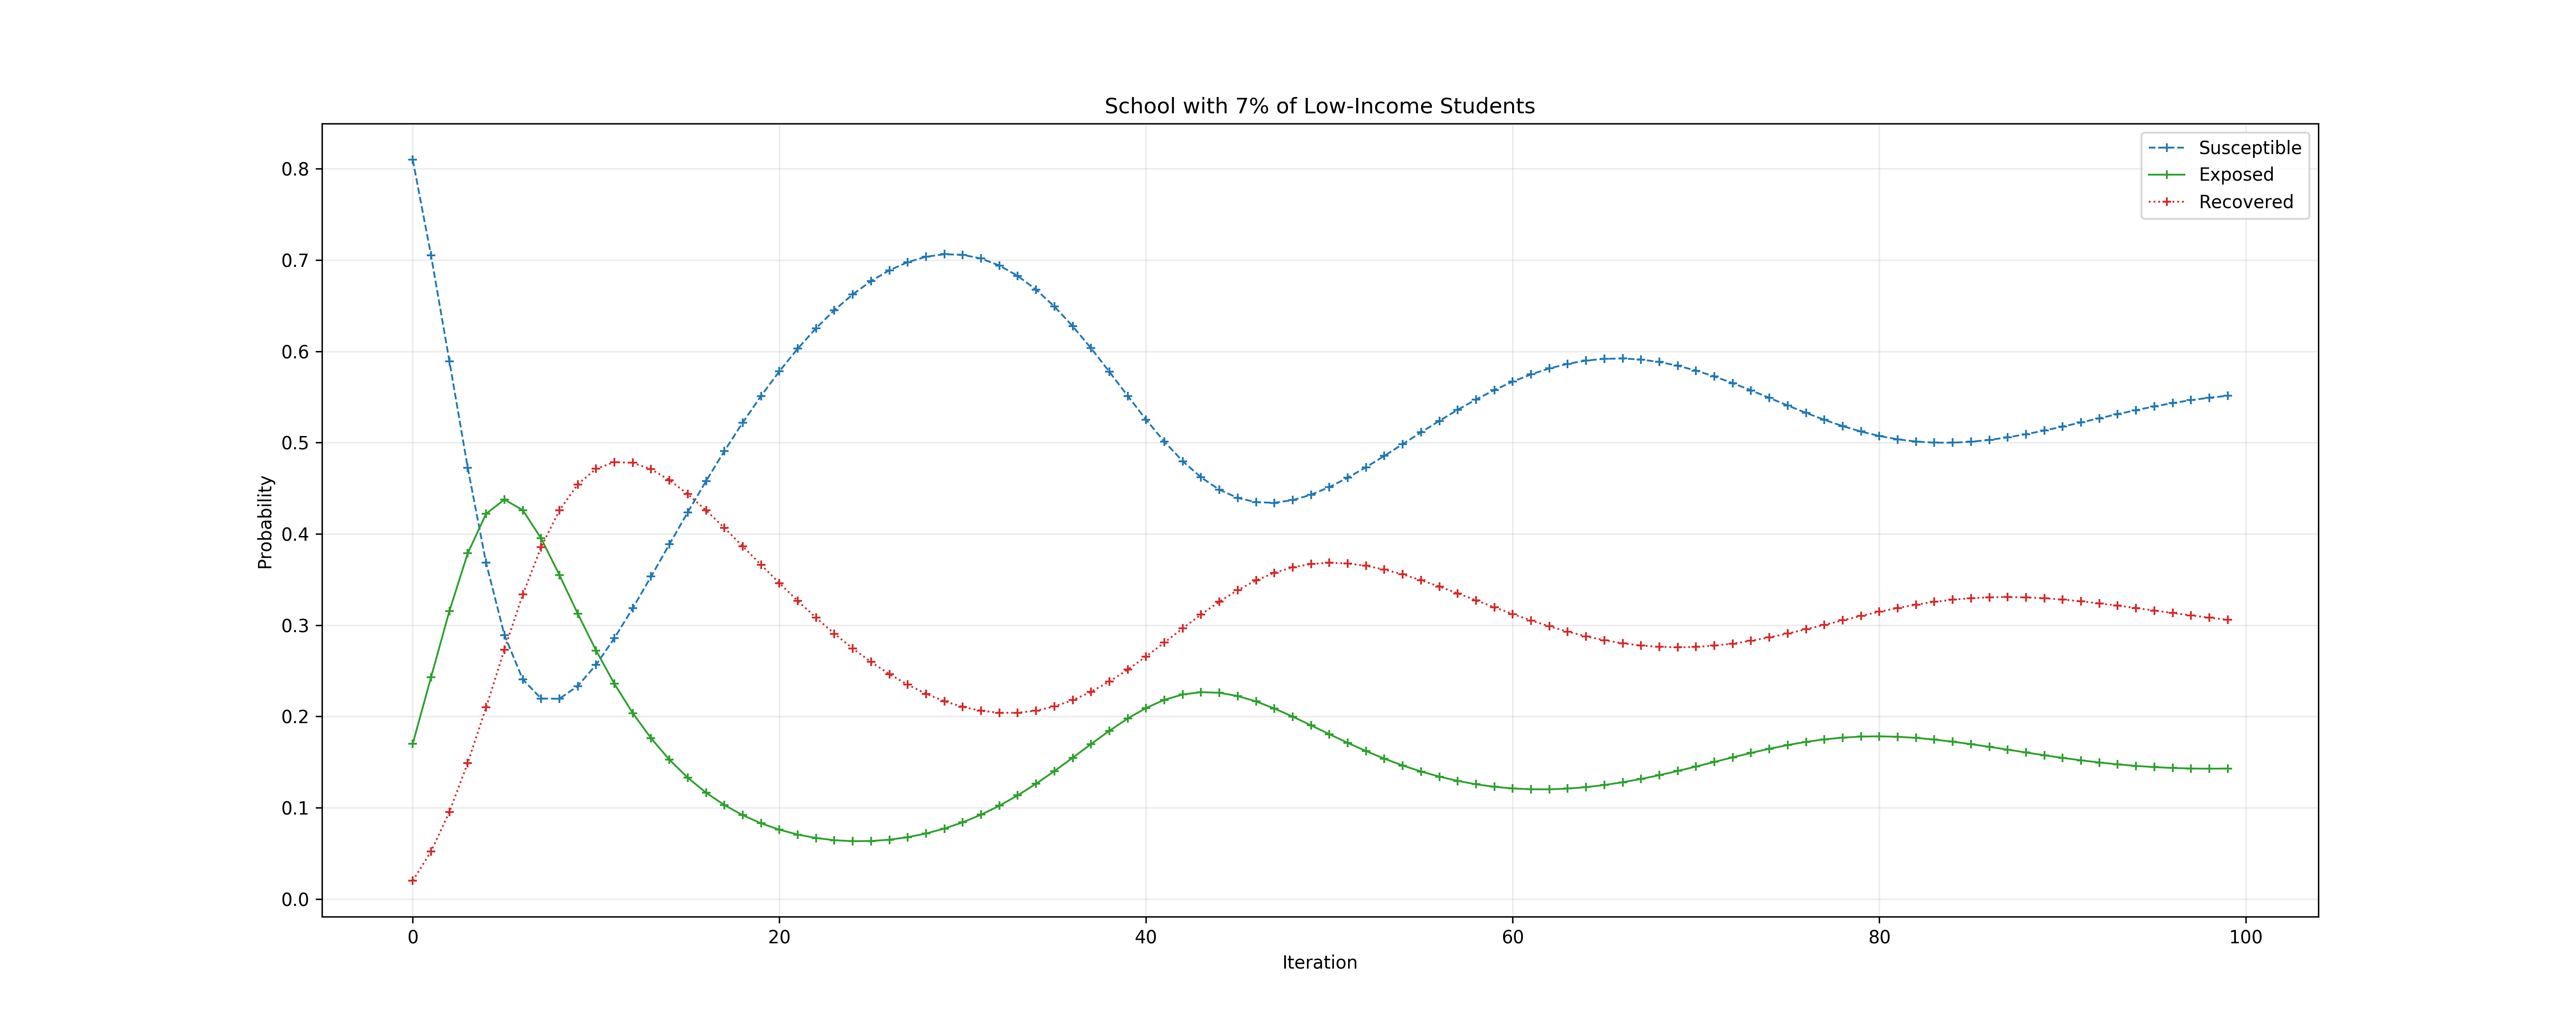 School with 7% of Low-Income Students
Susceptible
Exposed
Recovered
Probability
0.8
0.7
0.6
0.5
0.4
0.3
0.2
0.1
0.0
0 20 40 60 80 100
Iteration